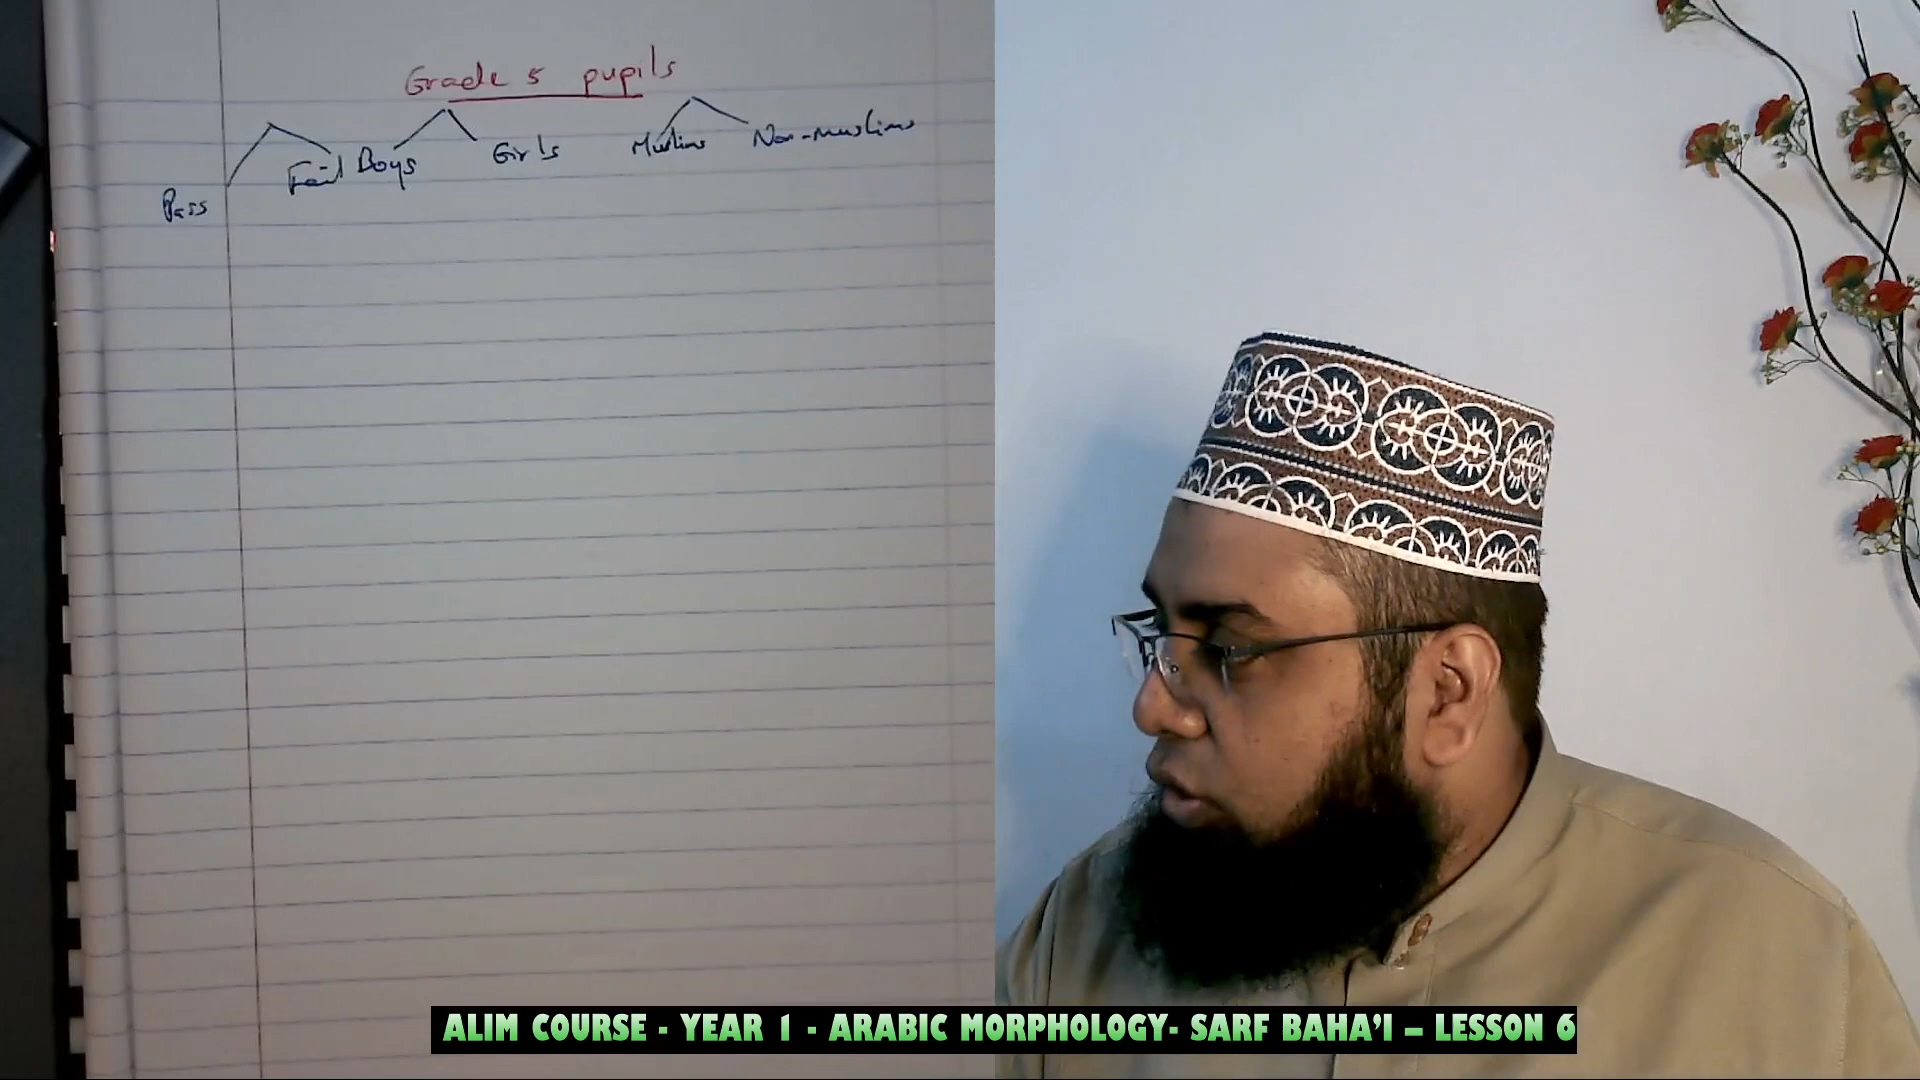 Grade 5 pupils
Pass Fail Boys Girls Muslims Non-muslims
ALIM COURSE - YEAR 1 - ARABIC MORPHOLOGY- SARF BAHA’I – LESSON 6